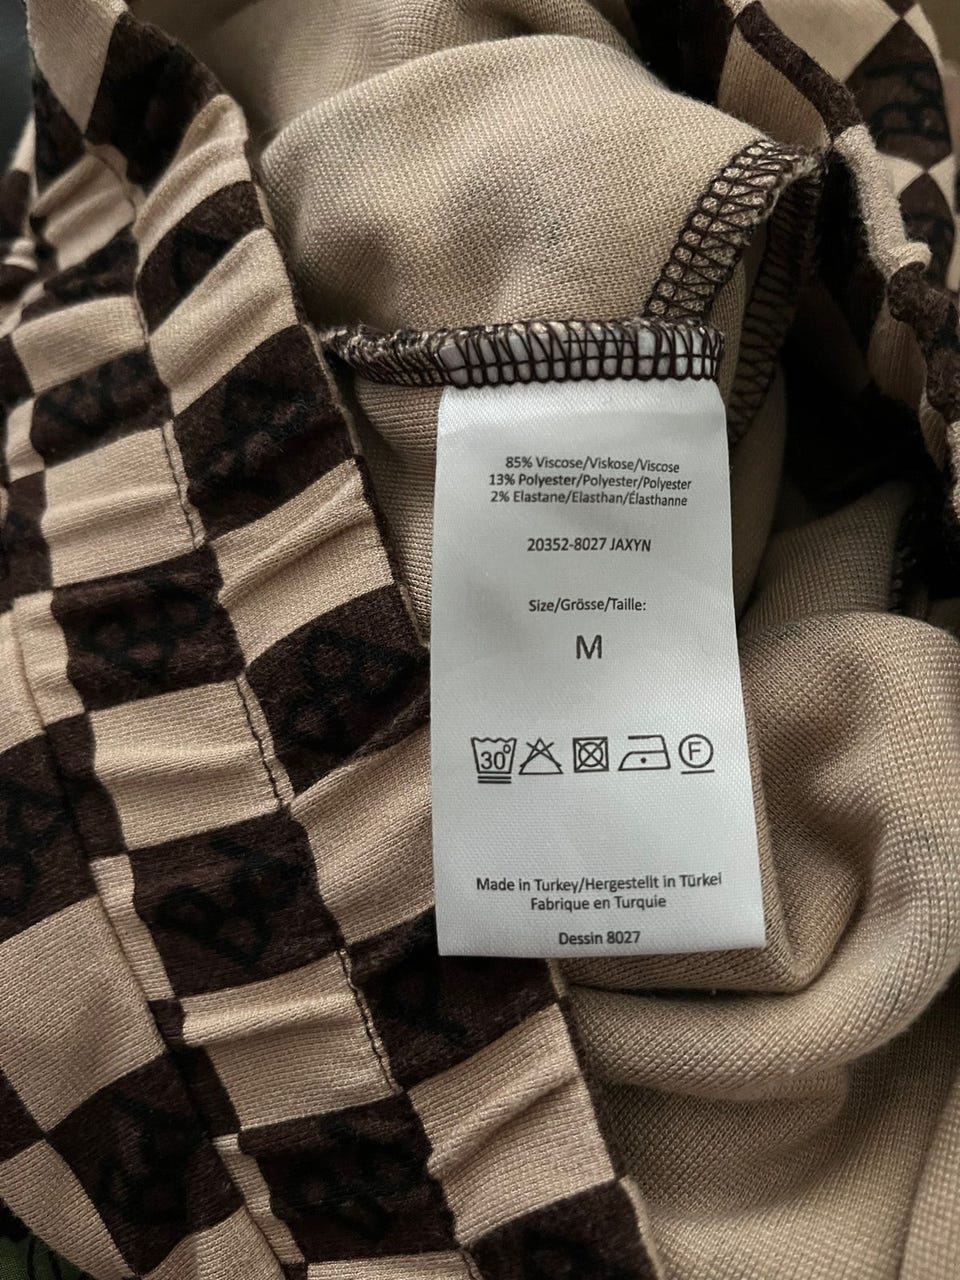 85% Viscose/Viskose/Viscose
13% Polyester/Polyester/Polyester
2% Elastane/Elasthan/Élasthanne
20352-8027 JAXYN
Size/Grösse/Taille:
M
30° F
Made in Turkey/Hergestellt in Türkei
Fabrique en Turquie
Dessin 8027